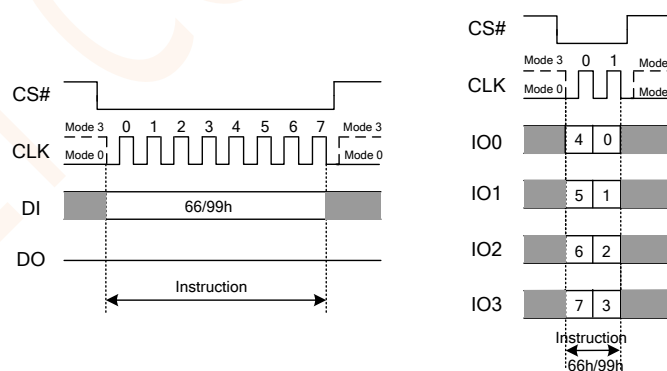 CS#
Mode 3 0 1 2 3 4 5 6 7 Mode 3
CLK Mode 0 Mode 0
DI 66/99h
DO
Instruction
CS#
Mode 3 0 1 Mode
CLK Mode 0 Mode
IO0 4 0
IO1 5 1
IO2 6 2
IO3 7 3
Instruction
66h/99h